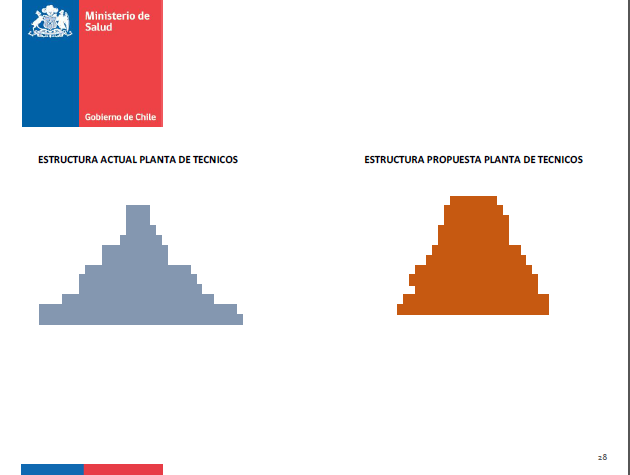 Ministerio de
Salud
Gobierno de Chile
ESTRUCTURA ACTUAL PLANTA DE TECNICOS
ESTRUCTURA PROPUESTA PLANTA DE TECNICOS
28